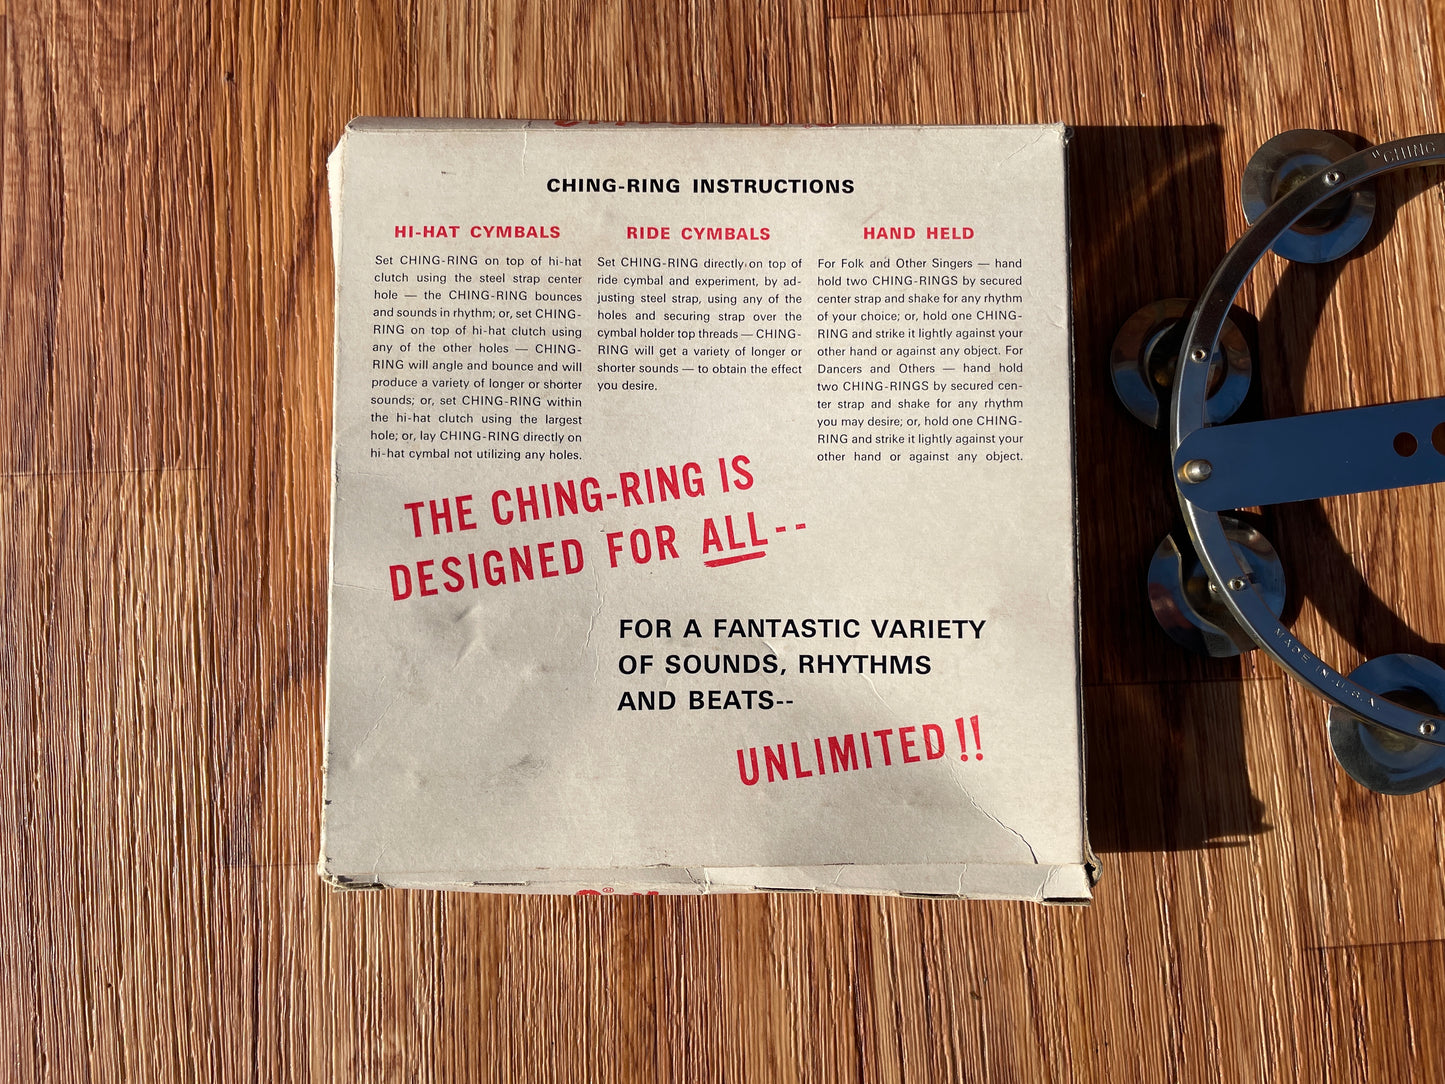 CHING-RING INSTRUCTIONS
HI-HAT CYMBALS
Set CHING-RING on top of hi-hat
clutch using the steel strap center
hole — the CHING-RING bounces
and sounds in rhythm; or, set CHING-
RING on top of hi-hat clutch using
any of the other holes — CHING-
RING will angle and bounce and will
produce a variety of longer or shorter
sounds; or, set CHING-RING within
the hi-hat clutch using the largest
hole; or, lay CHING-RING directly on
hi-hat cymbal not utilizing any holes.
RIDE CYMBALS
Set CHING-RING directly on top of
ride cymbal and experiment, by ad-
justing steel strap, using any of the
holes and securing strap over the
cymbal holder top threads — CHING-
RING will get a variety of longer or
shorter sounds — to obtain the effect
you desire.
HAND HELD
For Folk and Other Singers — hand
hold two CHING-RINGS by secured
center strap and shake for any rhythm
of your choice; or, hold one CHING-
RING and strike it lightly against your
other hand or against any object. For
Dancers and Others — hand hold
two CHING-RINGS by secured cen-
ter strap and shake for any rhythm
you may desire; or, hold one CHING-
RING and strike it lightly against your
other hand or against any object.
THE CHING-RING IS
DESIGNED FOR ALL--
FOR A FANTASTIC VARIETY
OF SOUNDS, RHYTHMS
AND BEATS--
UNLIMITED!!
"CHING
MADE IN U.S.A.